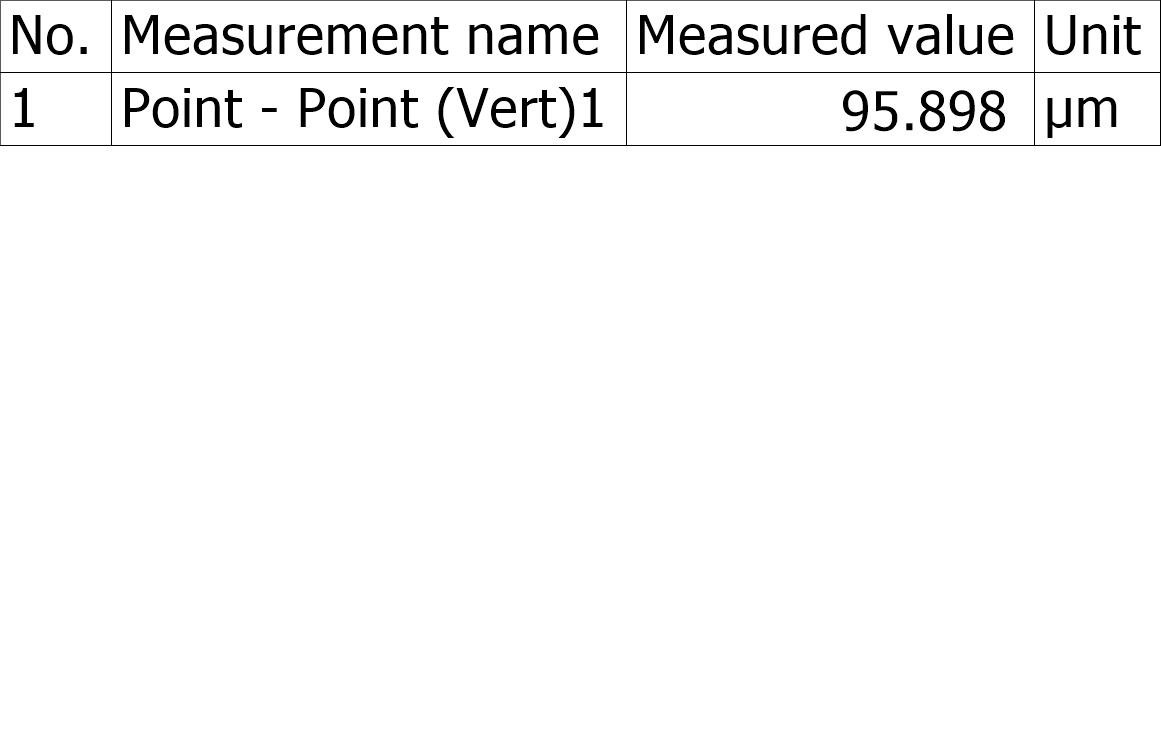 No. Measurement name Measured value Unit
1 Point - Point (Vert)1 95.898 µm